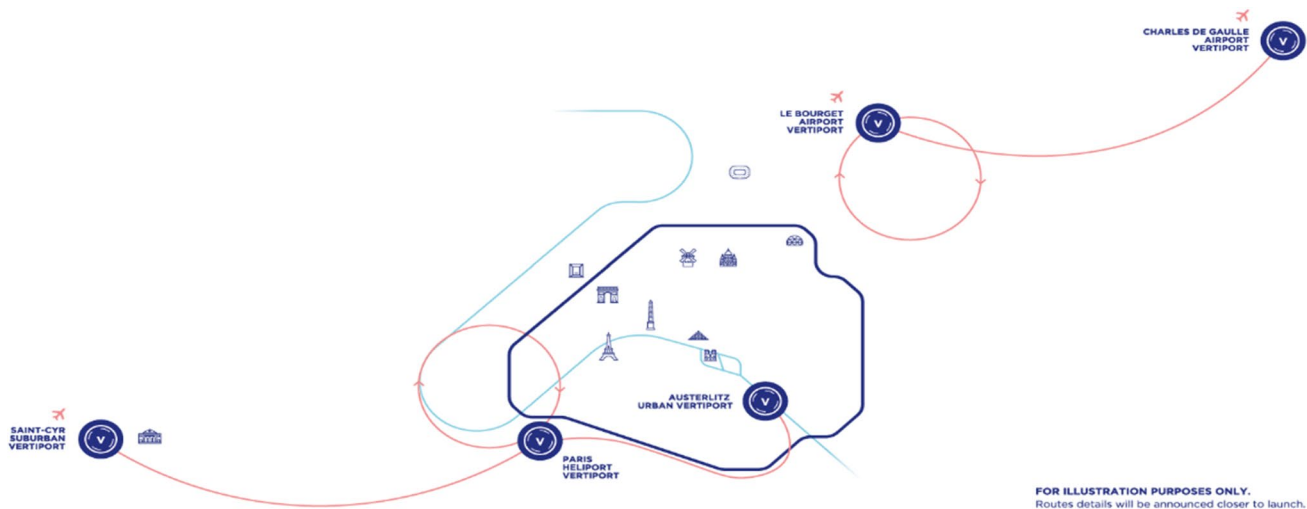 CHARLES DE GAULLE
AIRPORT
VERTIPORT
V
LE BOURGET
AIRPORT
VERTIPORT
V
AUSTERLITZ
URBAN VERTIPORT
V
SAINT-CYR
SUBURBAN
VERTIPORT
V
V
PARIS
HELIPORT
VERTIPORT
FOR ILLUSTRATION PURPOSES ONLY.
Routes details will be announced closer to launch.